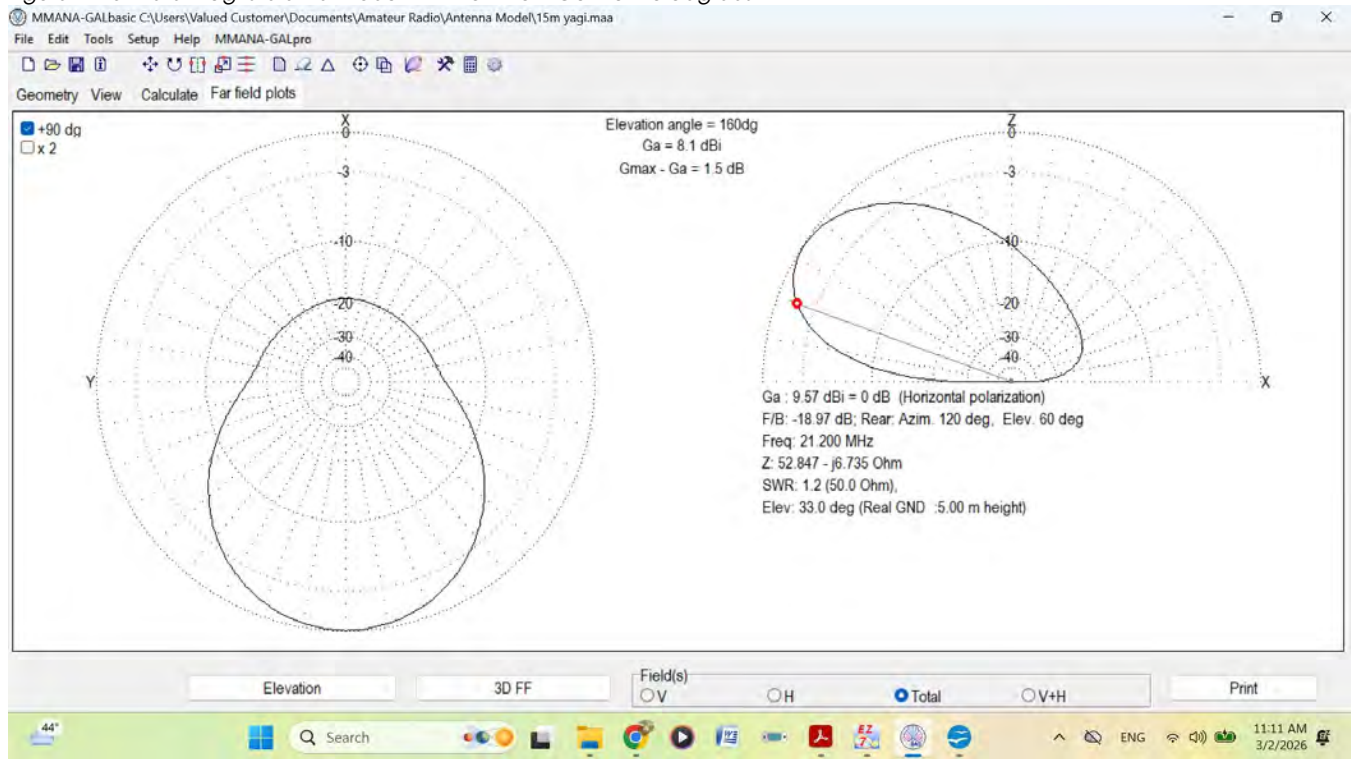 MMANA-GALbasic C:\Users\Valued Customer\Documents\Amateur Radio\Antenna Model\15m yagi.maa
File Edit Tools Setup Help MMANA-GALpro
Geometry View Calculate Far field plots
+90 dg
x 2
X
0
-3
-10
-20
-30
-40
Y
Elevation angle = 160dg
Ga = 8.1 dBi
Gmax - Ga = 1.5 dB
Z
0
-3
-10
-20
-30
-40
X
Ga : 9.57 dBi = 0 dB (Horizontal polarization)
F/B: -18.97 dB; Rear: Azim. 120 deg, Elev. 60 deg
Freq: 21.200 MHz
Z: 52.847 - j6.735 Ohm
SWR: 1.2 (50.0 Ohm),
Elev: 33.0 deg (Real GND :5.00 m height)
Elevation
3D FF
Field(s)
V
H
Total
V+H
Print
44°
Search
EZ
7
ENG
11:11 AM
3/2/2026